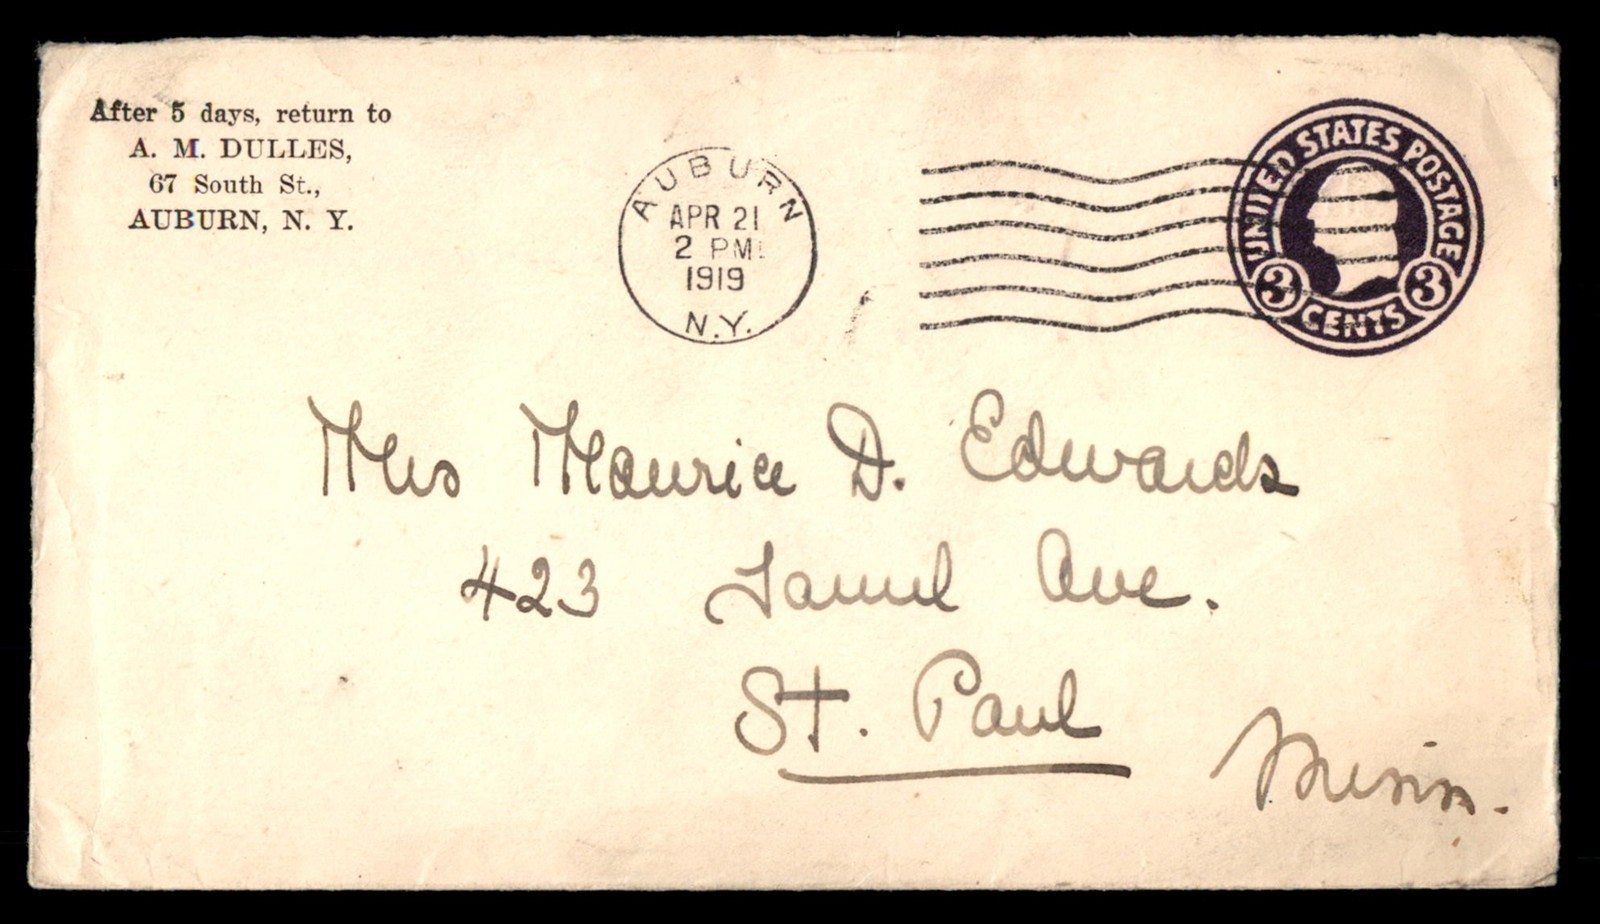 After 5 days, return to
A. M. DULLES,
67 South St.,
AUBURN, N. Y.
AUBURN
APR 21
2 PM
1919
N.Y.
UNITED STATES POSTAGE
3 3
CENTS
Mrs Maurice D. Edwards
423 Ave.
St. Paul
Minn.